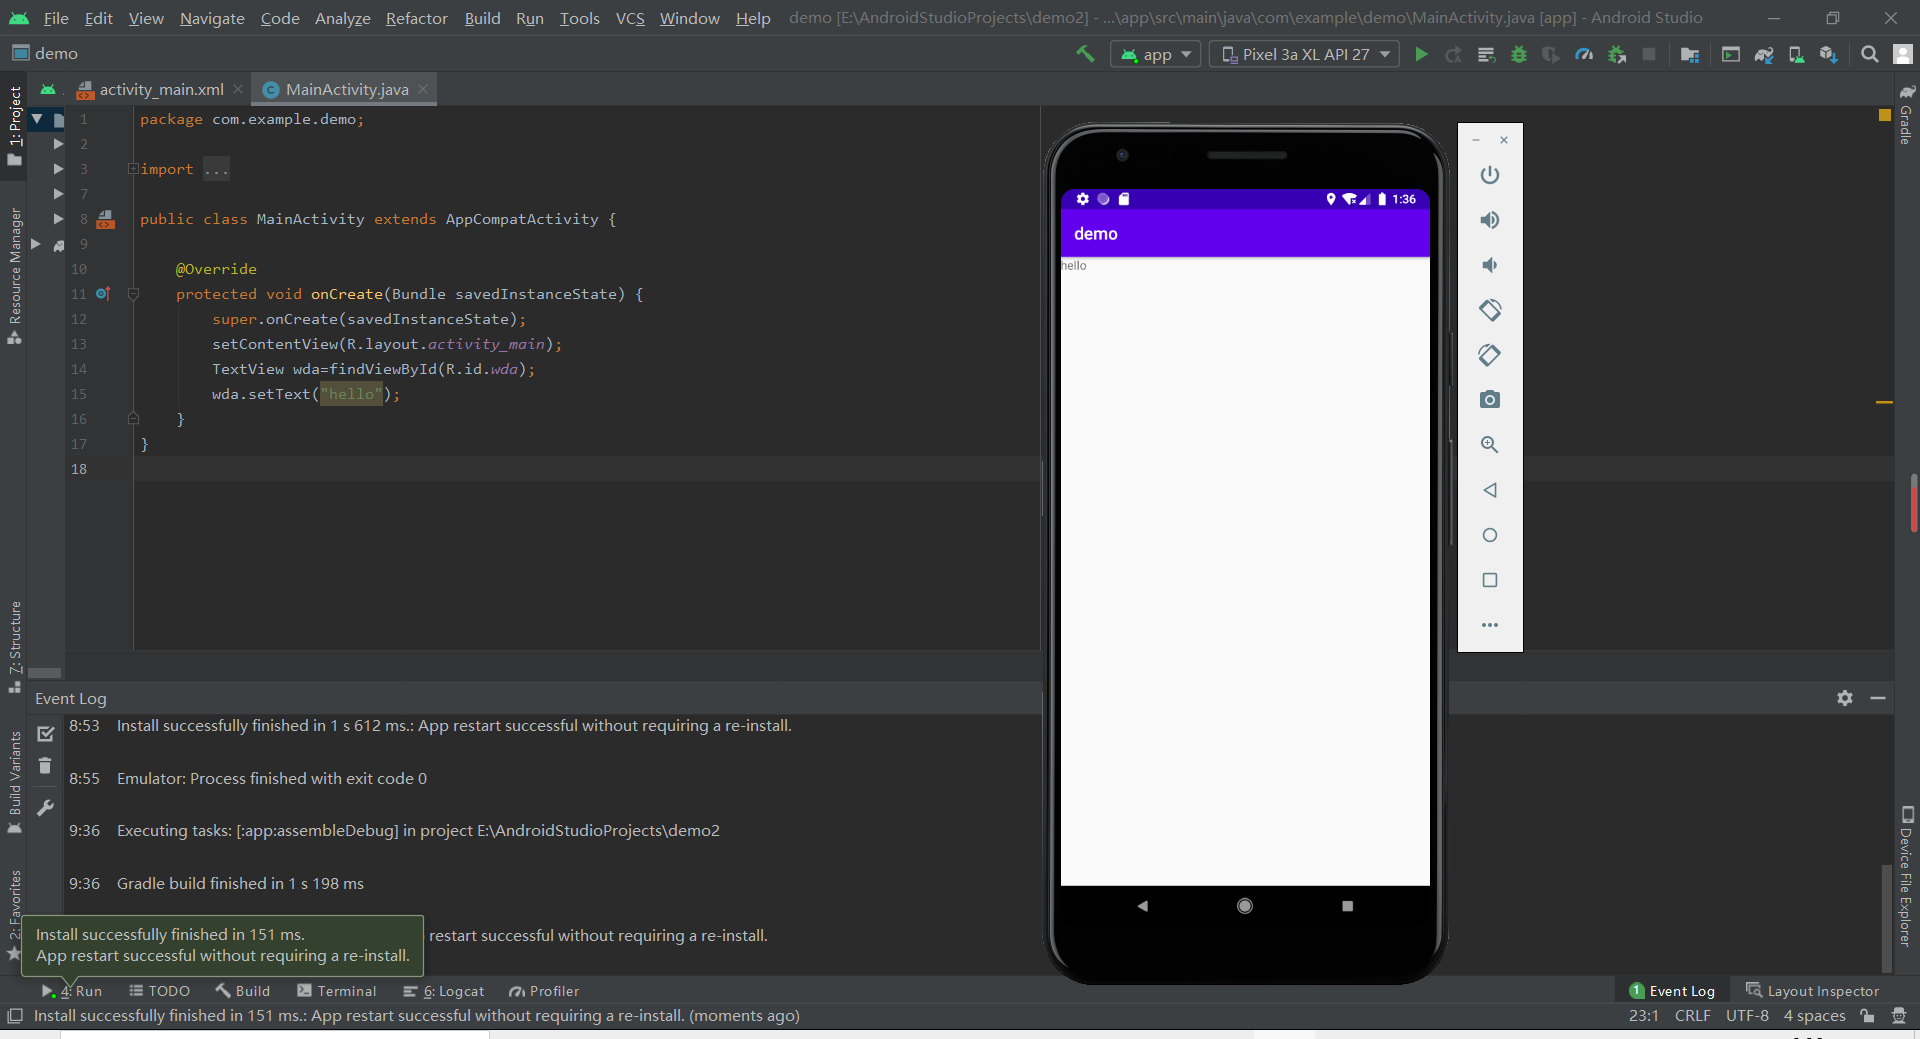 File Edit View Navigate Code Analyze Refactor Build Run Tools VCS Window Help demo [E:\AndroidStudioProjects\demo2] - ...\app\src\main\java\com\example\demo\MainActivity.java [app] - Android Studio
demo
app
Pixel 3a XL API 27
activity_main.xml
MainActivity.java
1 package com.example.demo;
2
3 import ...
7
8 public class MainActivity extends AppCompatActivity {
9
10 @Override
11 protected void onCreate(Bundle savedInstanceState) {
12 super.onCreate(savedInstanceState);
13 setContentView(R.layout.activity_main);
14 TextView wda=findViewById(R.id.wda);
15 wda.setText("hello");
16 }
17 }
18
1: Project
Resource Manager
Z: Structure
Build Variants
2: Favorites
1:36
demo
hello
Gradle
Device File Explorer
Event Log
8:53 Install successfully finished in 1 s 612 ms.: App restart successful without requiring a re-install.
8:55 Emulator: Process finished with exit code 0
9:36 Executing tasks: [:app:assembleDebug] in project E:\AndroidStudioProjects\demo2
9:36 Gradle build finished in 1 s 198 ms
restart successful without requiring a re-install.
Install successfully finished in 151 ms.
App restart successful without requiring a re-install.
4: Run TODO Build Terminal 6: Logcat Profiler
1 Event Log Layout Inspector
Install successfully finished in 151 ms.: App restart successful without requiring a re-install. (moments ago)
23:1 CRLF UTF-8 4 spaces